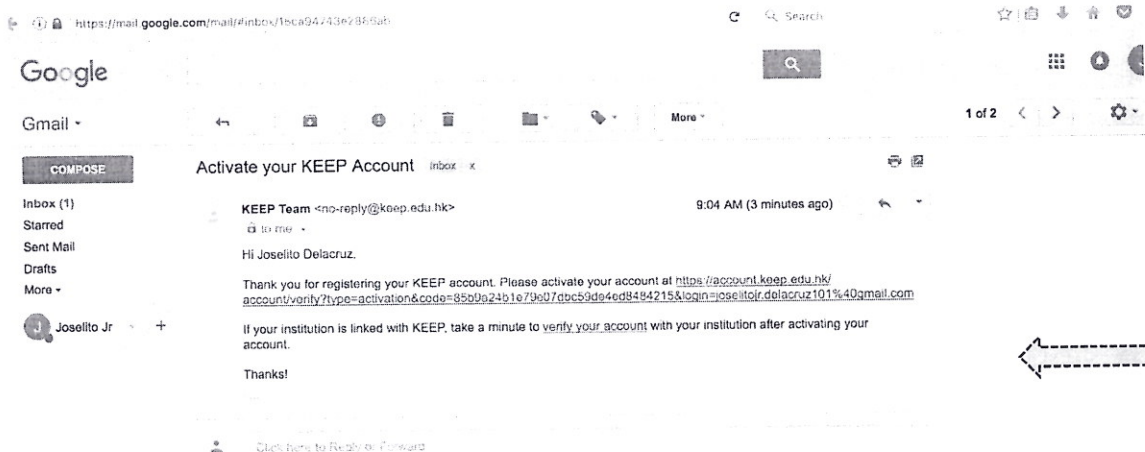 https://mail.google.com/mail/#inbox/
Search
Google
Gmail
More
1 of 2
COMPOSE
Activate your KEEP Account Inbox x
Inbox (1)
Starred
Sent Mail
Drafts
More
Joselito Jr +
KEEP Team <no-reply@keep.edu.hk>
9:04 AM (3 minutes ago)
to me
Hi Joselito Delacruz,
Thank you for registering your KEEP account. Please activate your account at https://account.keep.edu.hk/
account/verify?type=activation&code=85b9a24b1e79e07dbc59de4ed8484215&login=joselitojr.delacruz101%40gmail.com
If your institution is linked with KEEP, take a minute to verify your account with your institution after activating your
account.
Thanks!
Click here to Reply or Forward
J